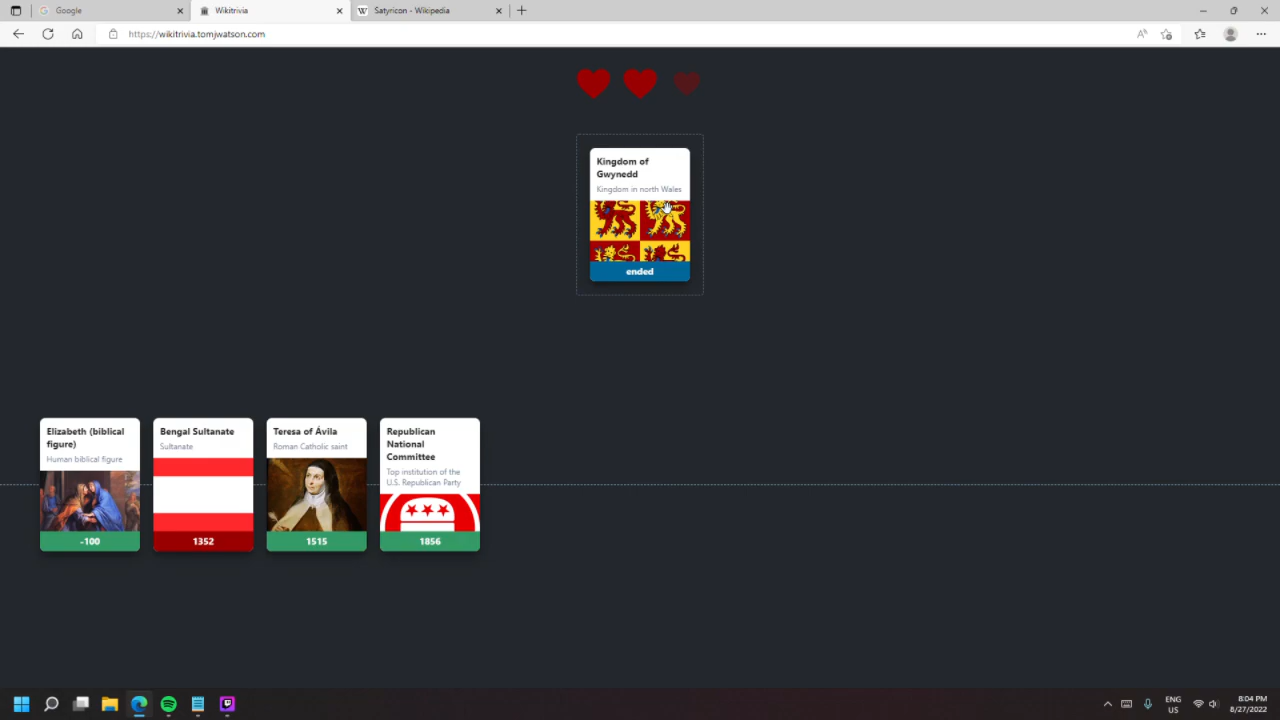 Google
Wikitrivia
Satyricon - Wikipedia
https://wikitrivia.tomjwatson.com
Kingdom of
Gwynedd
Kingdom in north Wales
ended
Elizabeth (biblical
figure)
Human biblical figure
-100
Bengal Sultanate
Sultanate
1352
Teresa of Ávila
Roman Catholic saint
1515
Republican
National
Committee
Top institution of the
U.S. Republican Party
1856
ENG
US
8:04 PM
8/27/2022